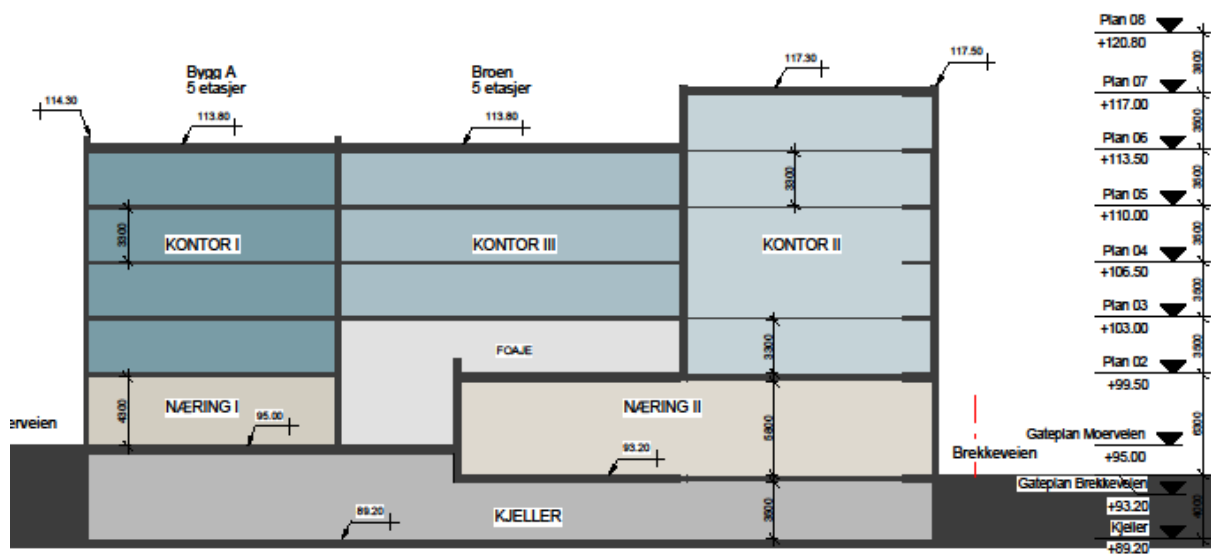 Plan 08
+120.80
3800
117.50
117.30
Bygg A
5 etasjer
Broen
5 etasjer
Plan 07
+117.00
114.30
113.80
113.80
3500
Plan 06
+113.50
3300
3500
Plan 05
+110.00
3300
KONTOR I
KONTOR III
KONTOR II
3500
Plan 04
+106.50
3500
Plan 03
+103.00
FOAJE
3300
3500
Plan 02
+99.50
4300
NÆRING I
95.00
NÆRING II
5800
6300
erveien
Gateplan Moerveien
+95.00
93.20
Brekkeveien
Gateplan Brekkeveien
+93.20
89.20
KJELLER
3500
4000
Kjeller
+89.20